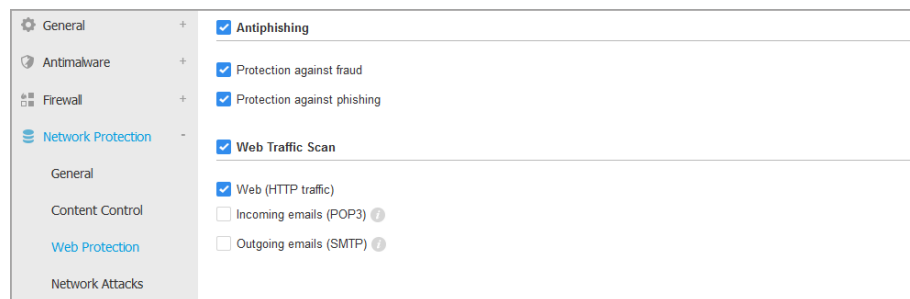 General +
Antimalware +
Firewall +
Network Protection -
General
Content Control
Web Protection
Network Attacks
Antiphishing
Protection against fraud
Protection against phishing
Web Traffic Scan
Web (HTTP traffic)
Incoming emails (POP3) i
Outgoing emails (SMTP) i